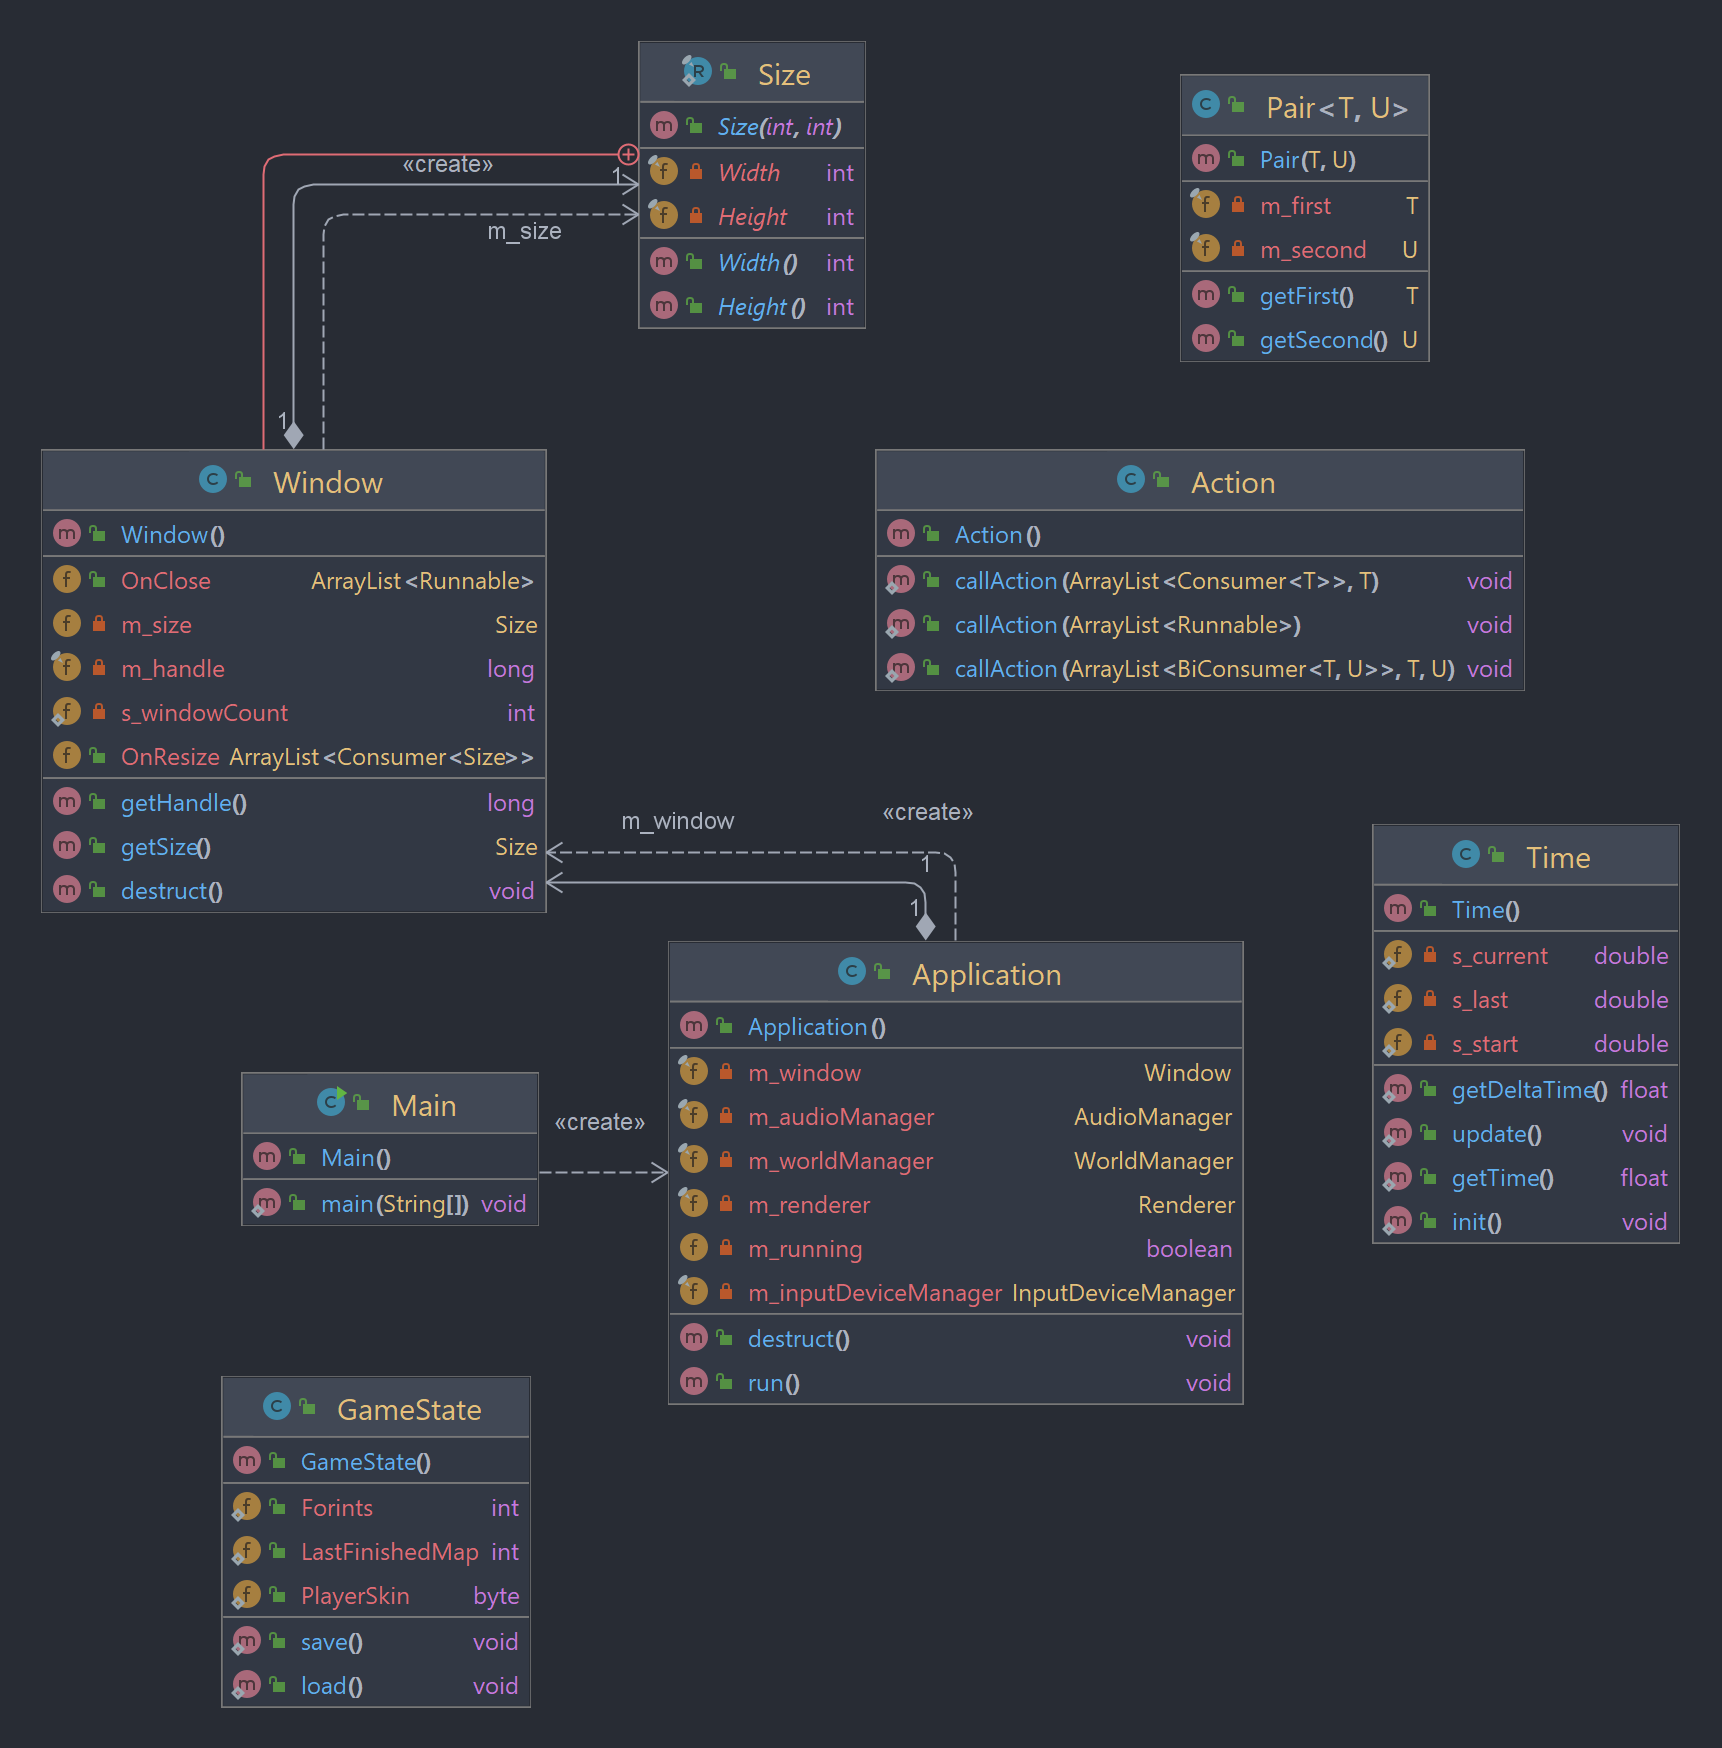 Size
Size(int, int)
Width int
Height int
Width() int
Height() int
Pair<T, U>
Pair(T, U)
m_first T
m_second U
getFirst() T
getSecond() U
«create»
1
m_size
1
Window
Window()
OnClose ArrayList<Runnable>
m_size Size
m_handle long
s_windowCount int
OnResize ArrayList<Consumer<Size>>
getHandle() long
getSize() Size
destruct() void
Action
Action()
callAction(ArrayList<Consumer<T>>, T) void
callAction(ArrayList<Runnable>) void
callAction(ArrayList<BiConsumer<T, U>>, T, U) void
m_window
«create»
1
1
Time
Time()
s_current double
s_last double
s_start double
getDeltaTime() float
update() void
getTime() float
init() void
Application
Application()
m_window Window
m_audioManager AudioManager
m_worldManager WorldManager
m_renderer Renderer
m_running boolean
m_inputDeviceManager InputDeviceManager
destruct() void
run() void
Main
Main()
main(String[]) void
«create»
GameState
GameState()
Forints int
LastFinishedMap int
PlayerSkin byte
save() void
load() void